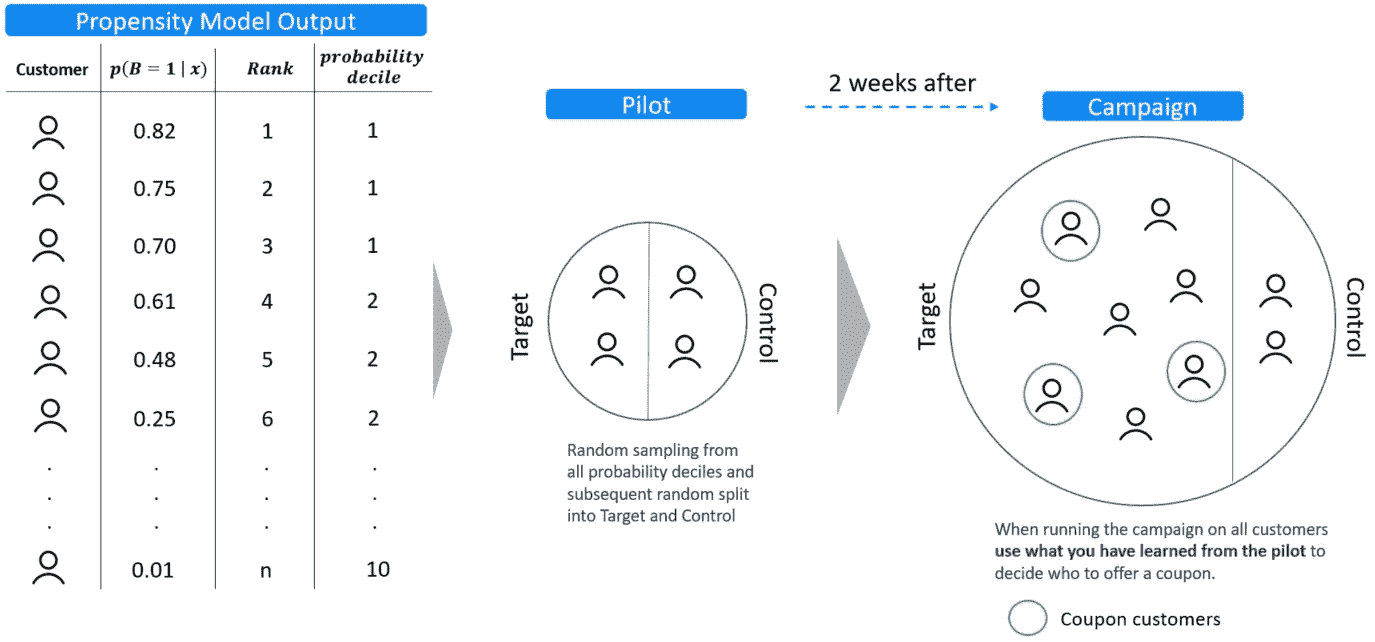 Propensity Model Output
Customer p(B = 1 | x) Rank probability decile
0.82 1 1
0.75 2 1
0.70 3 1
0.61 4 2
0.48 5 2
0.25 6 2
. . . .
. . . .
. . . .
0.01 n 10
Pilot
Target
Control
Random sampling from
all probability deciles and
subsequent random split
into Target and Control
2 weeks after
Campaign
Target
Control
When running the campaign on all customers
use what you have learned from the pilot to
decide who to offer a coupon.
Coupon customers